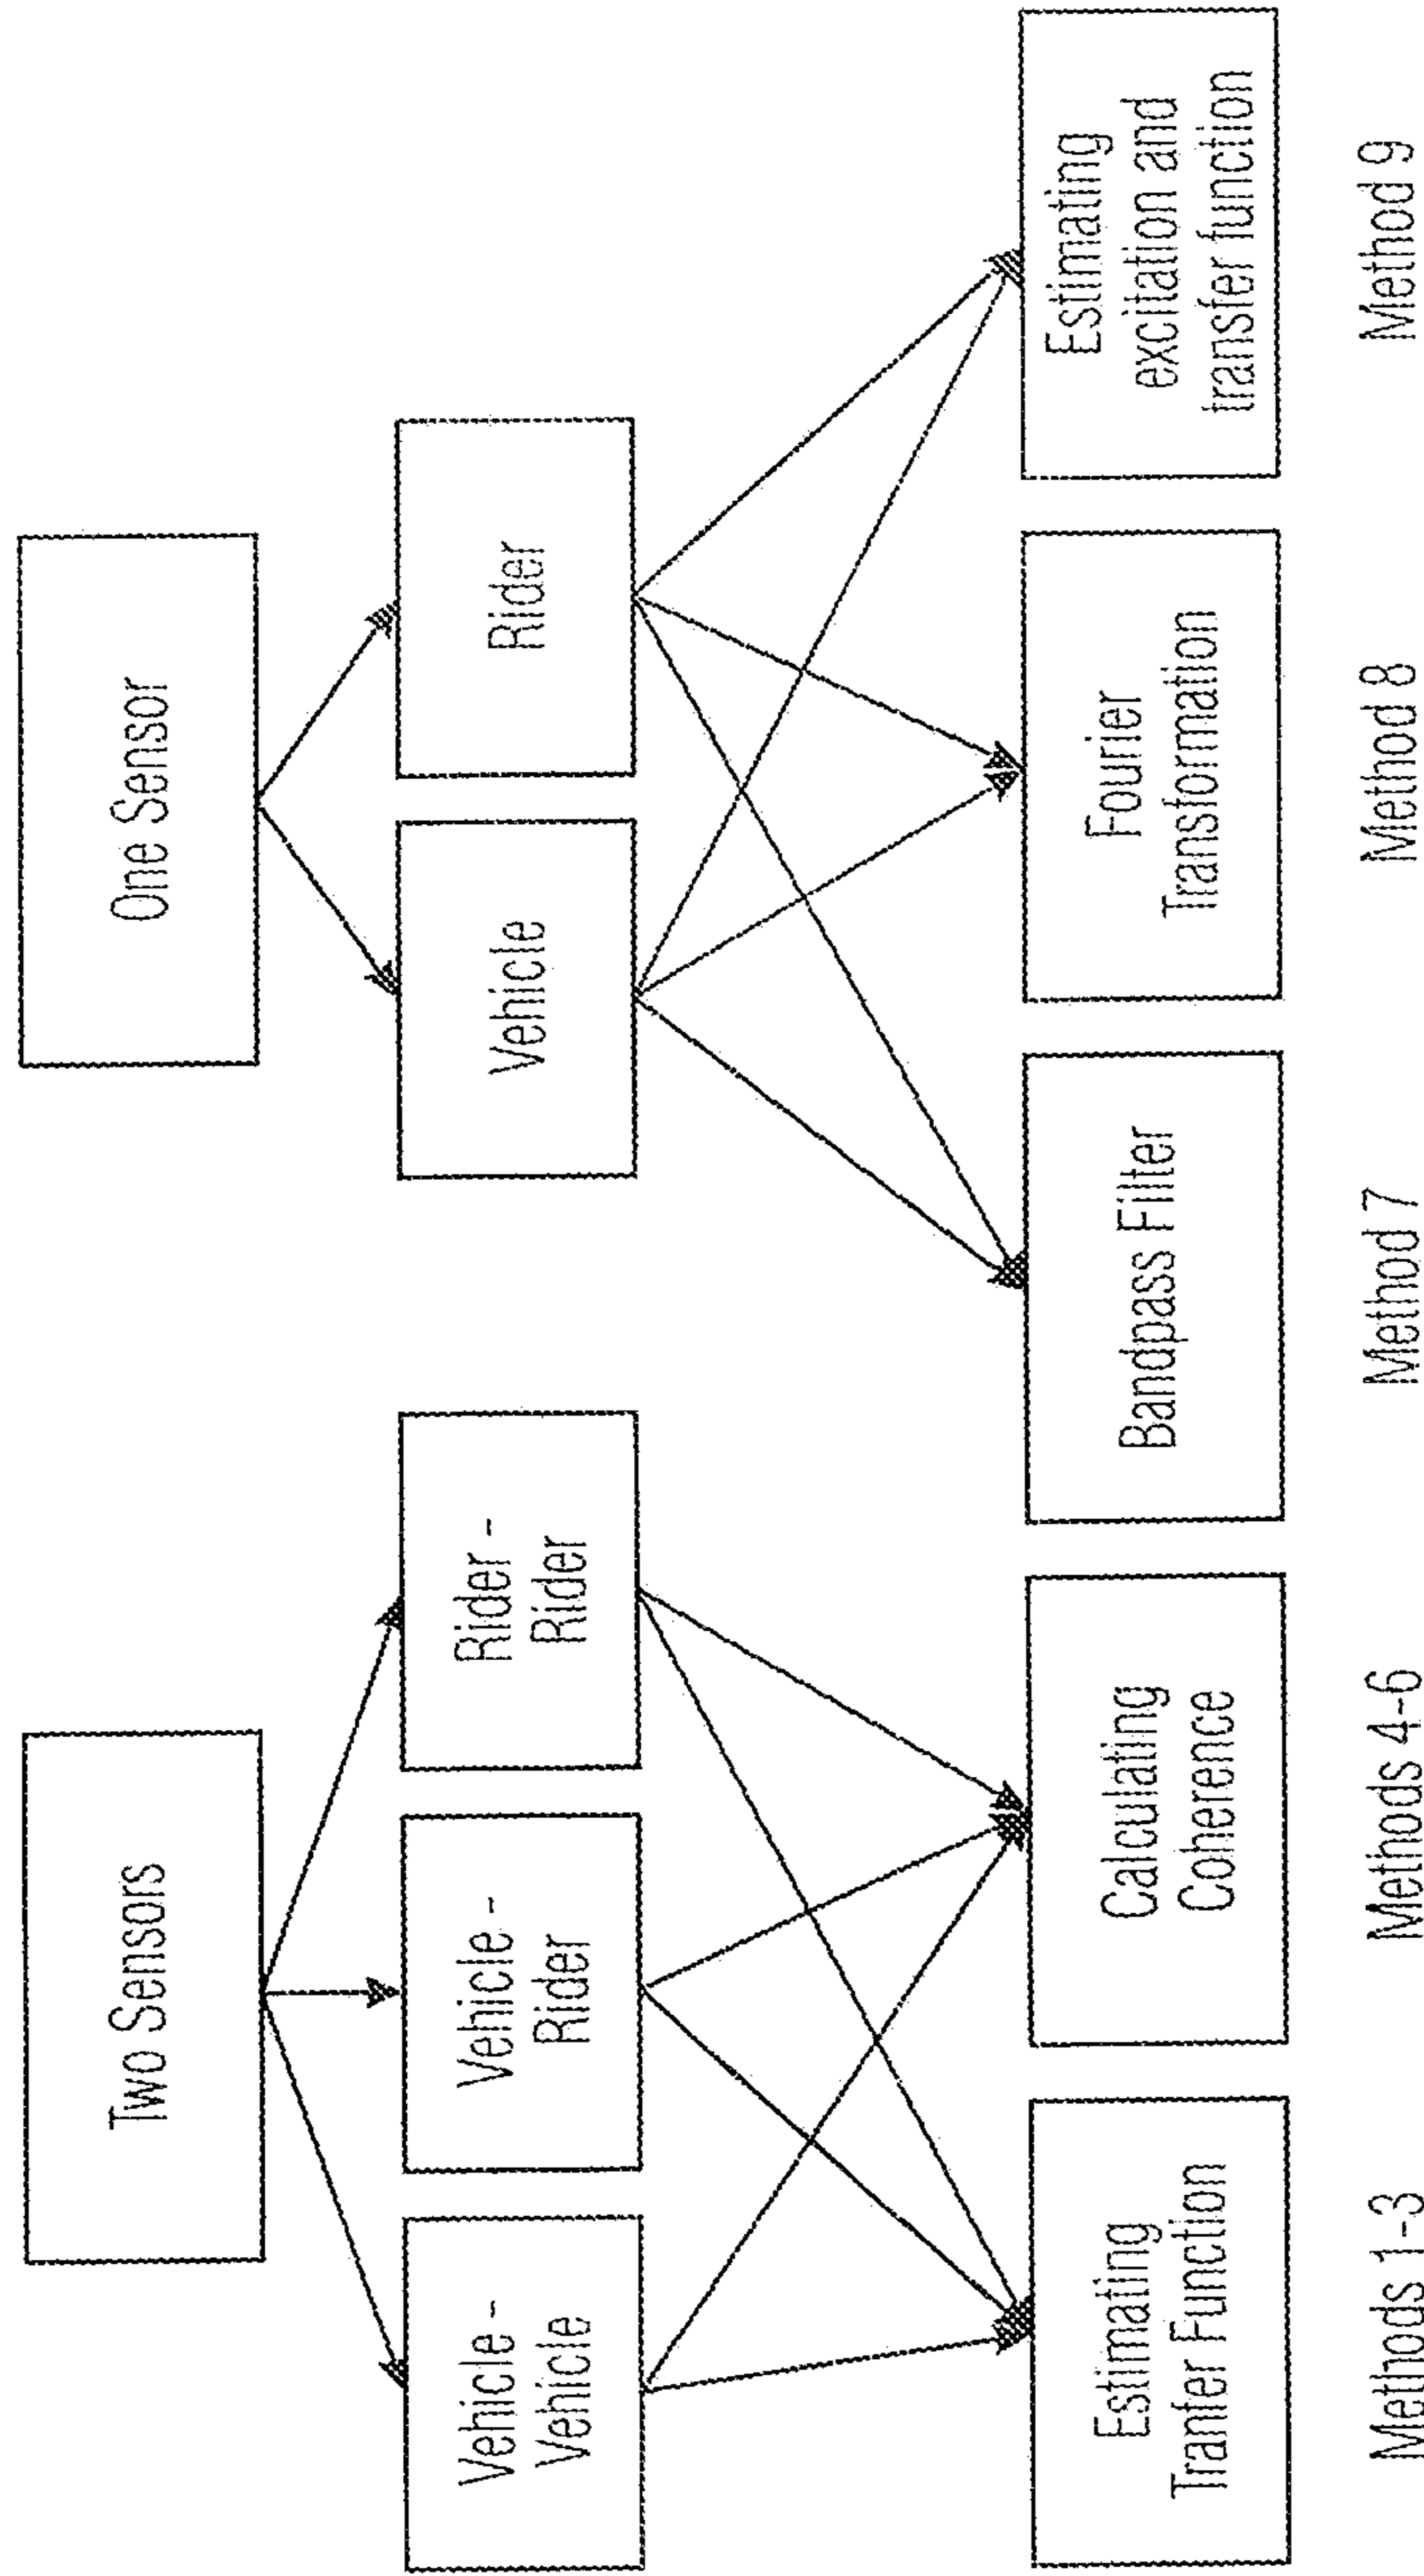 Two Sensors
One Sensor
Vehicle -
Vehicle
Vehicle -
Rider
Rider -
Rider
Vehicle
Rider
Estimating
Tranfer Function
Calculating
Coherence
Bandpass Filter
Fourier
Transformation
Estimating
excitation and
transfer function
Methods 1-3
Methods 4-6
Method 7
Method 8
Method 9